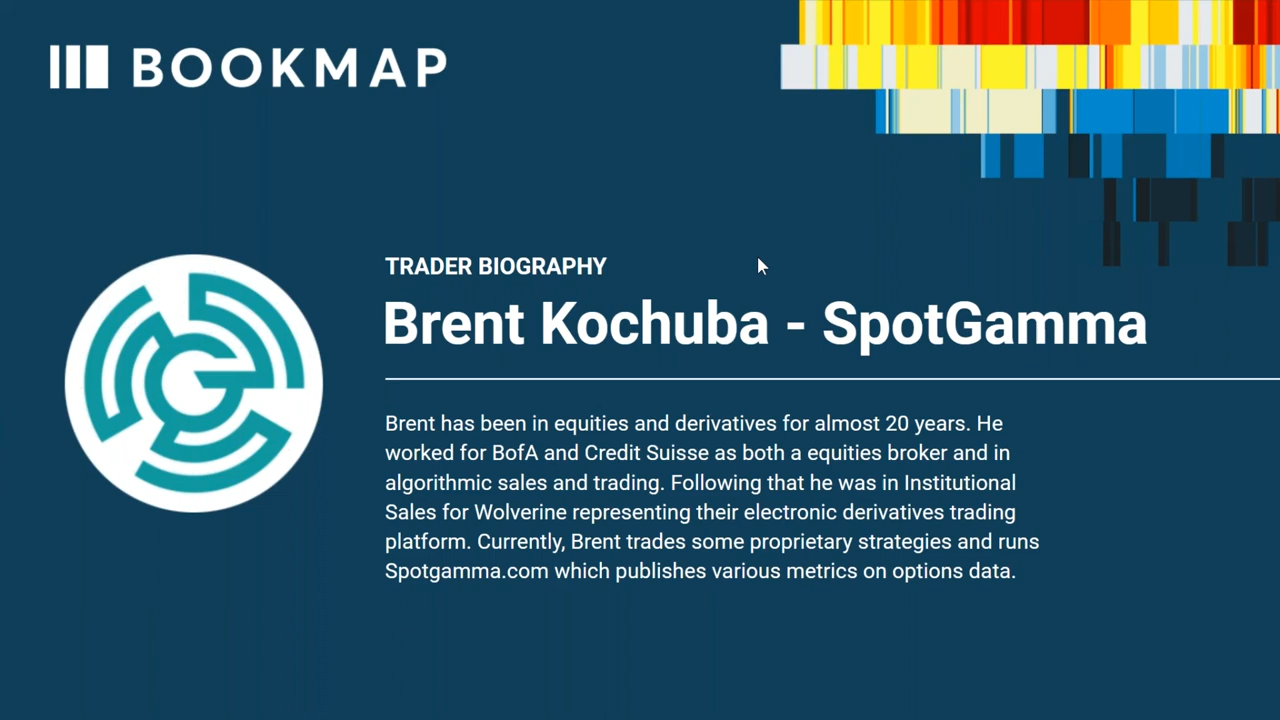 BOOKMAP
TRADER BIOGRAPHY
Brent Kochuba - SpotGamma
Brent has been in equities and derivatives for almost 20 years. He
worked for BofA and Credit Suisse as both a equities broker and in
algorithmic sales and trading. Following that he was in Institutional
Sales for Wolverine representing their electronic derivatives trading
platform. Currently, Brent trades some proprietary strategies and runs
Spotgamma.com which publishes various metrics on options data.